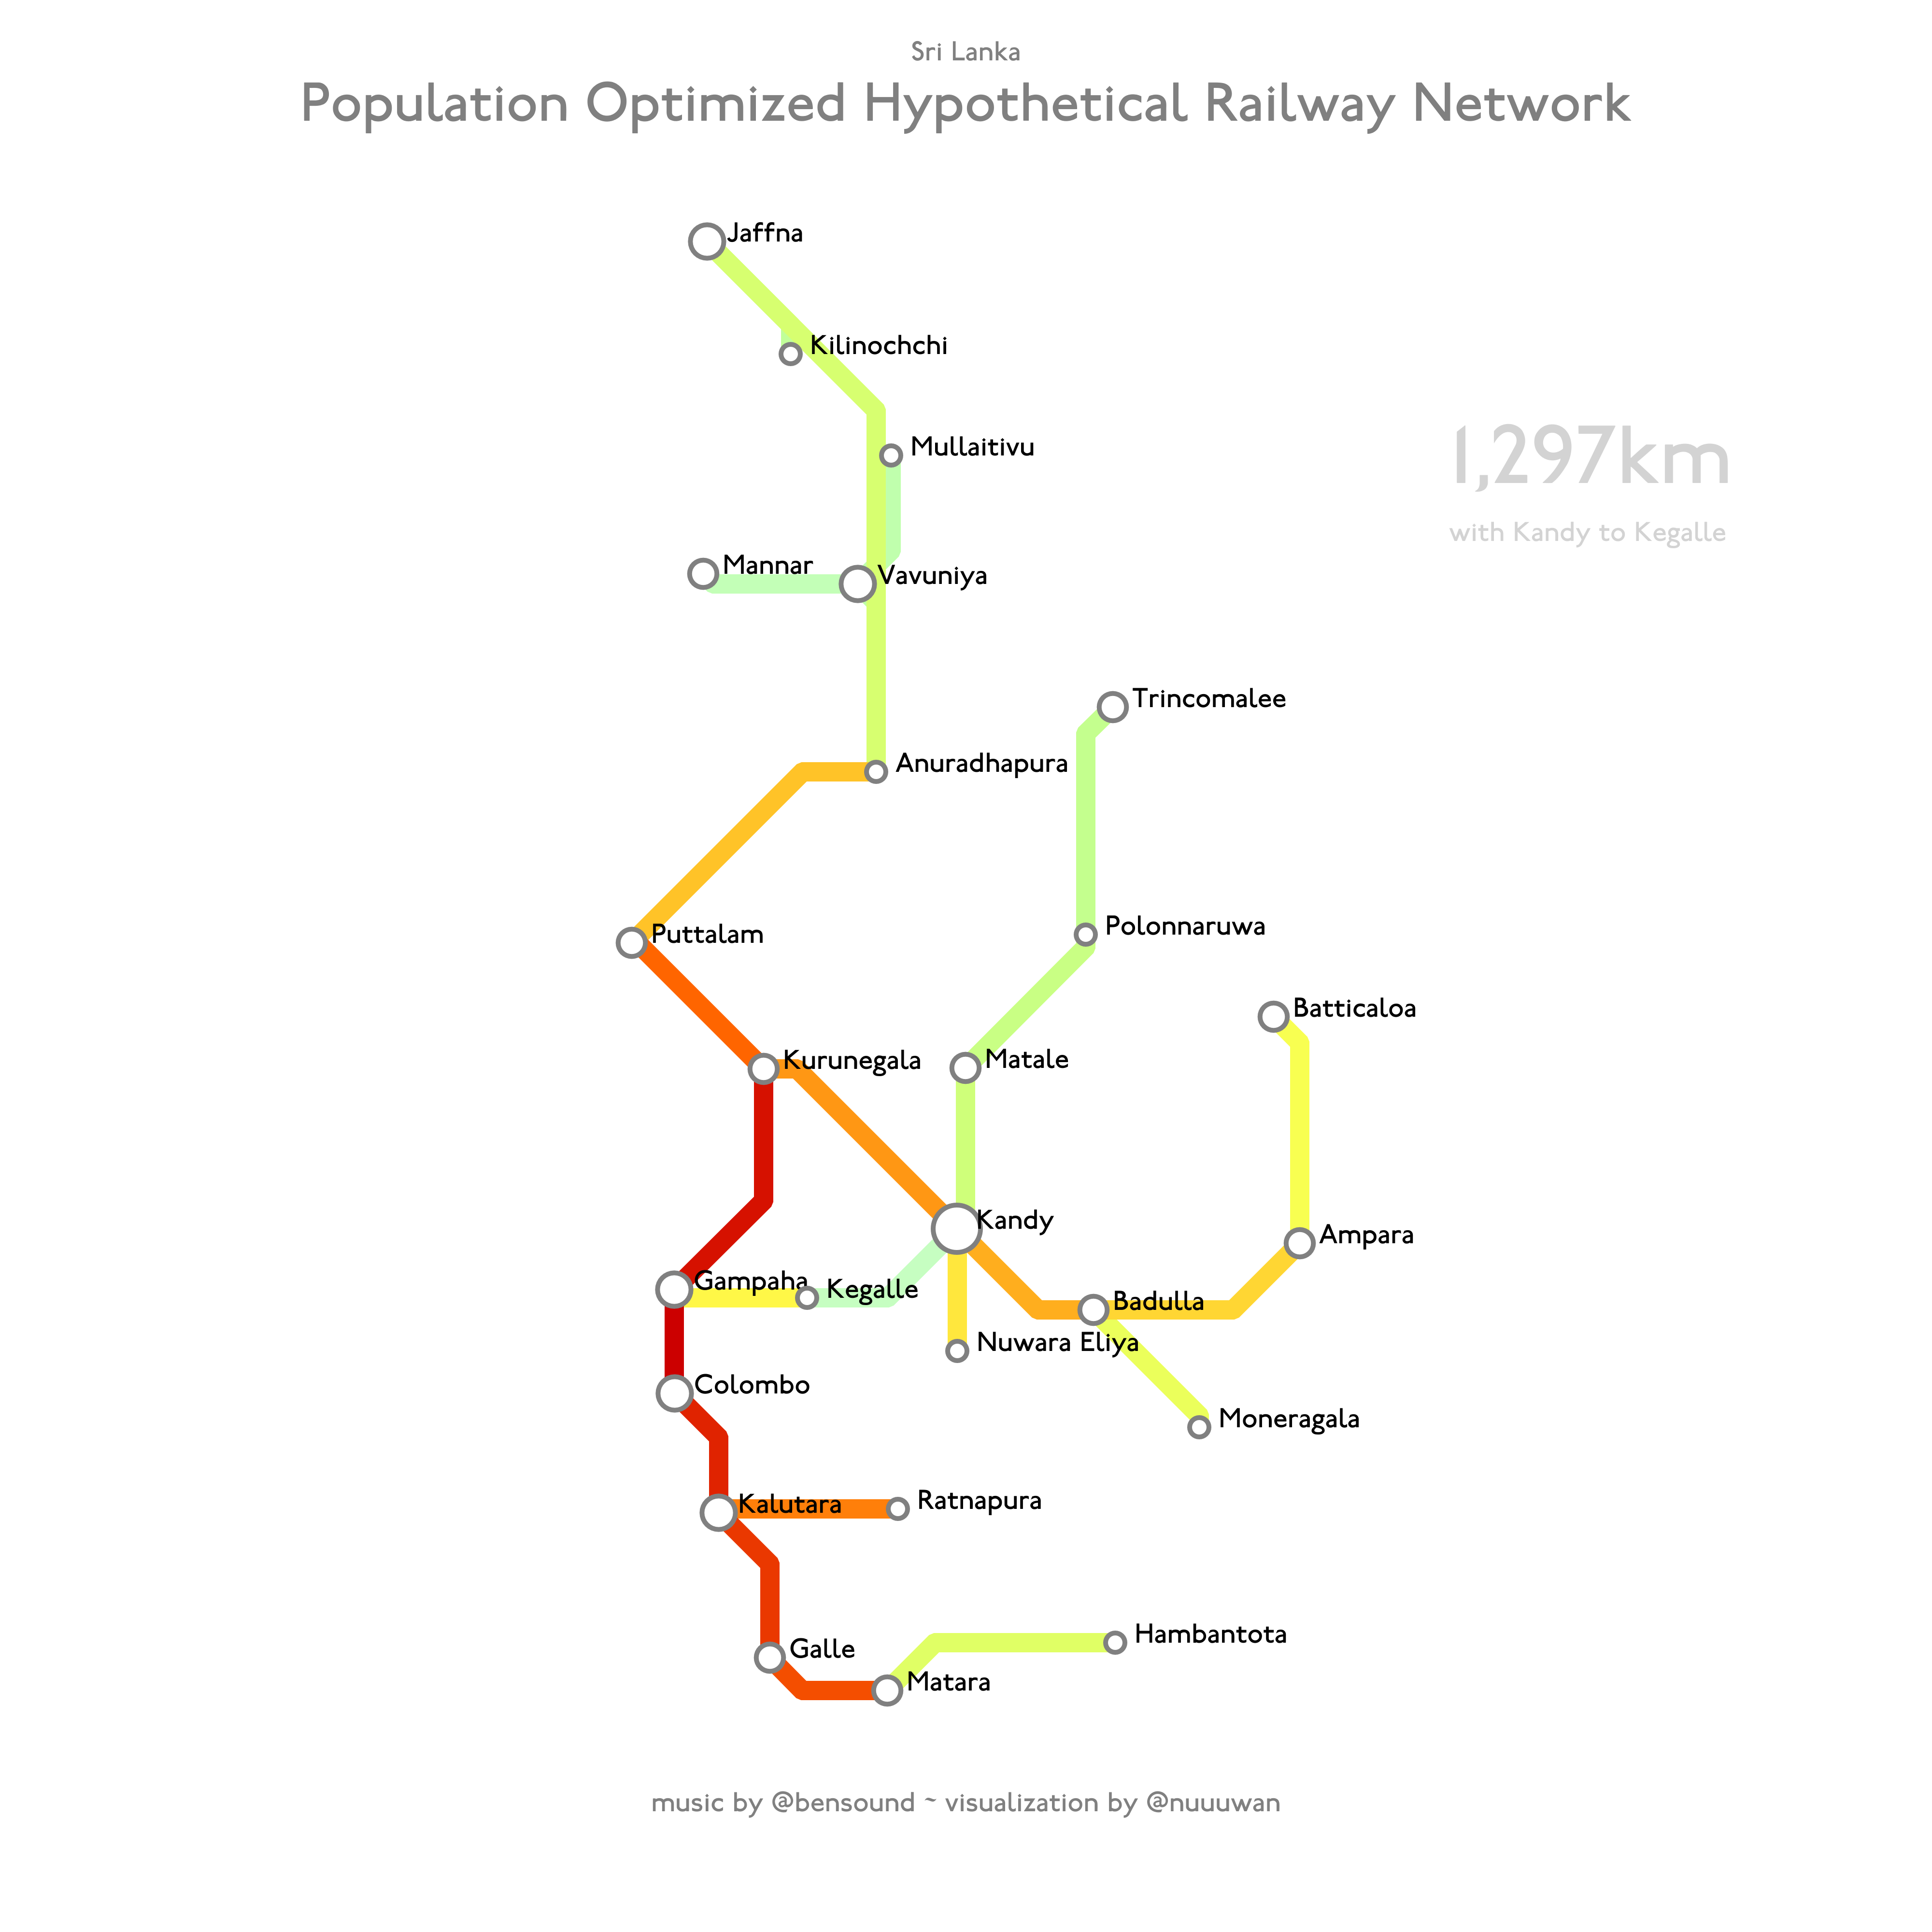 Sri Lanka
Population Optimized Hypothetical Railway Network
Jaffna
Kilinochchi
Mullaitivu
1,297km
with Kandy to Kegalle
Mannar
Vavuniya
Trincomalee
Anuradhapura
Polonnaruwa
Puttalam
Batticaloa
Kurunegala
Matale
Kandy
Ampara
Gampaha
Kegalle
Badulla
Nuwara Eliya
Colombo
Moneragala
Kalutara
Ratnapura
Hambantota
Galle
Matara
music by @bensound ~ visualization by @nuuuwan